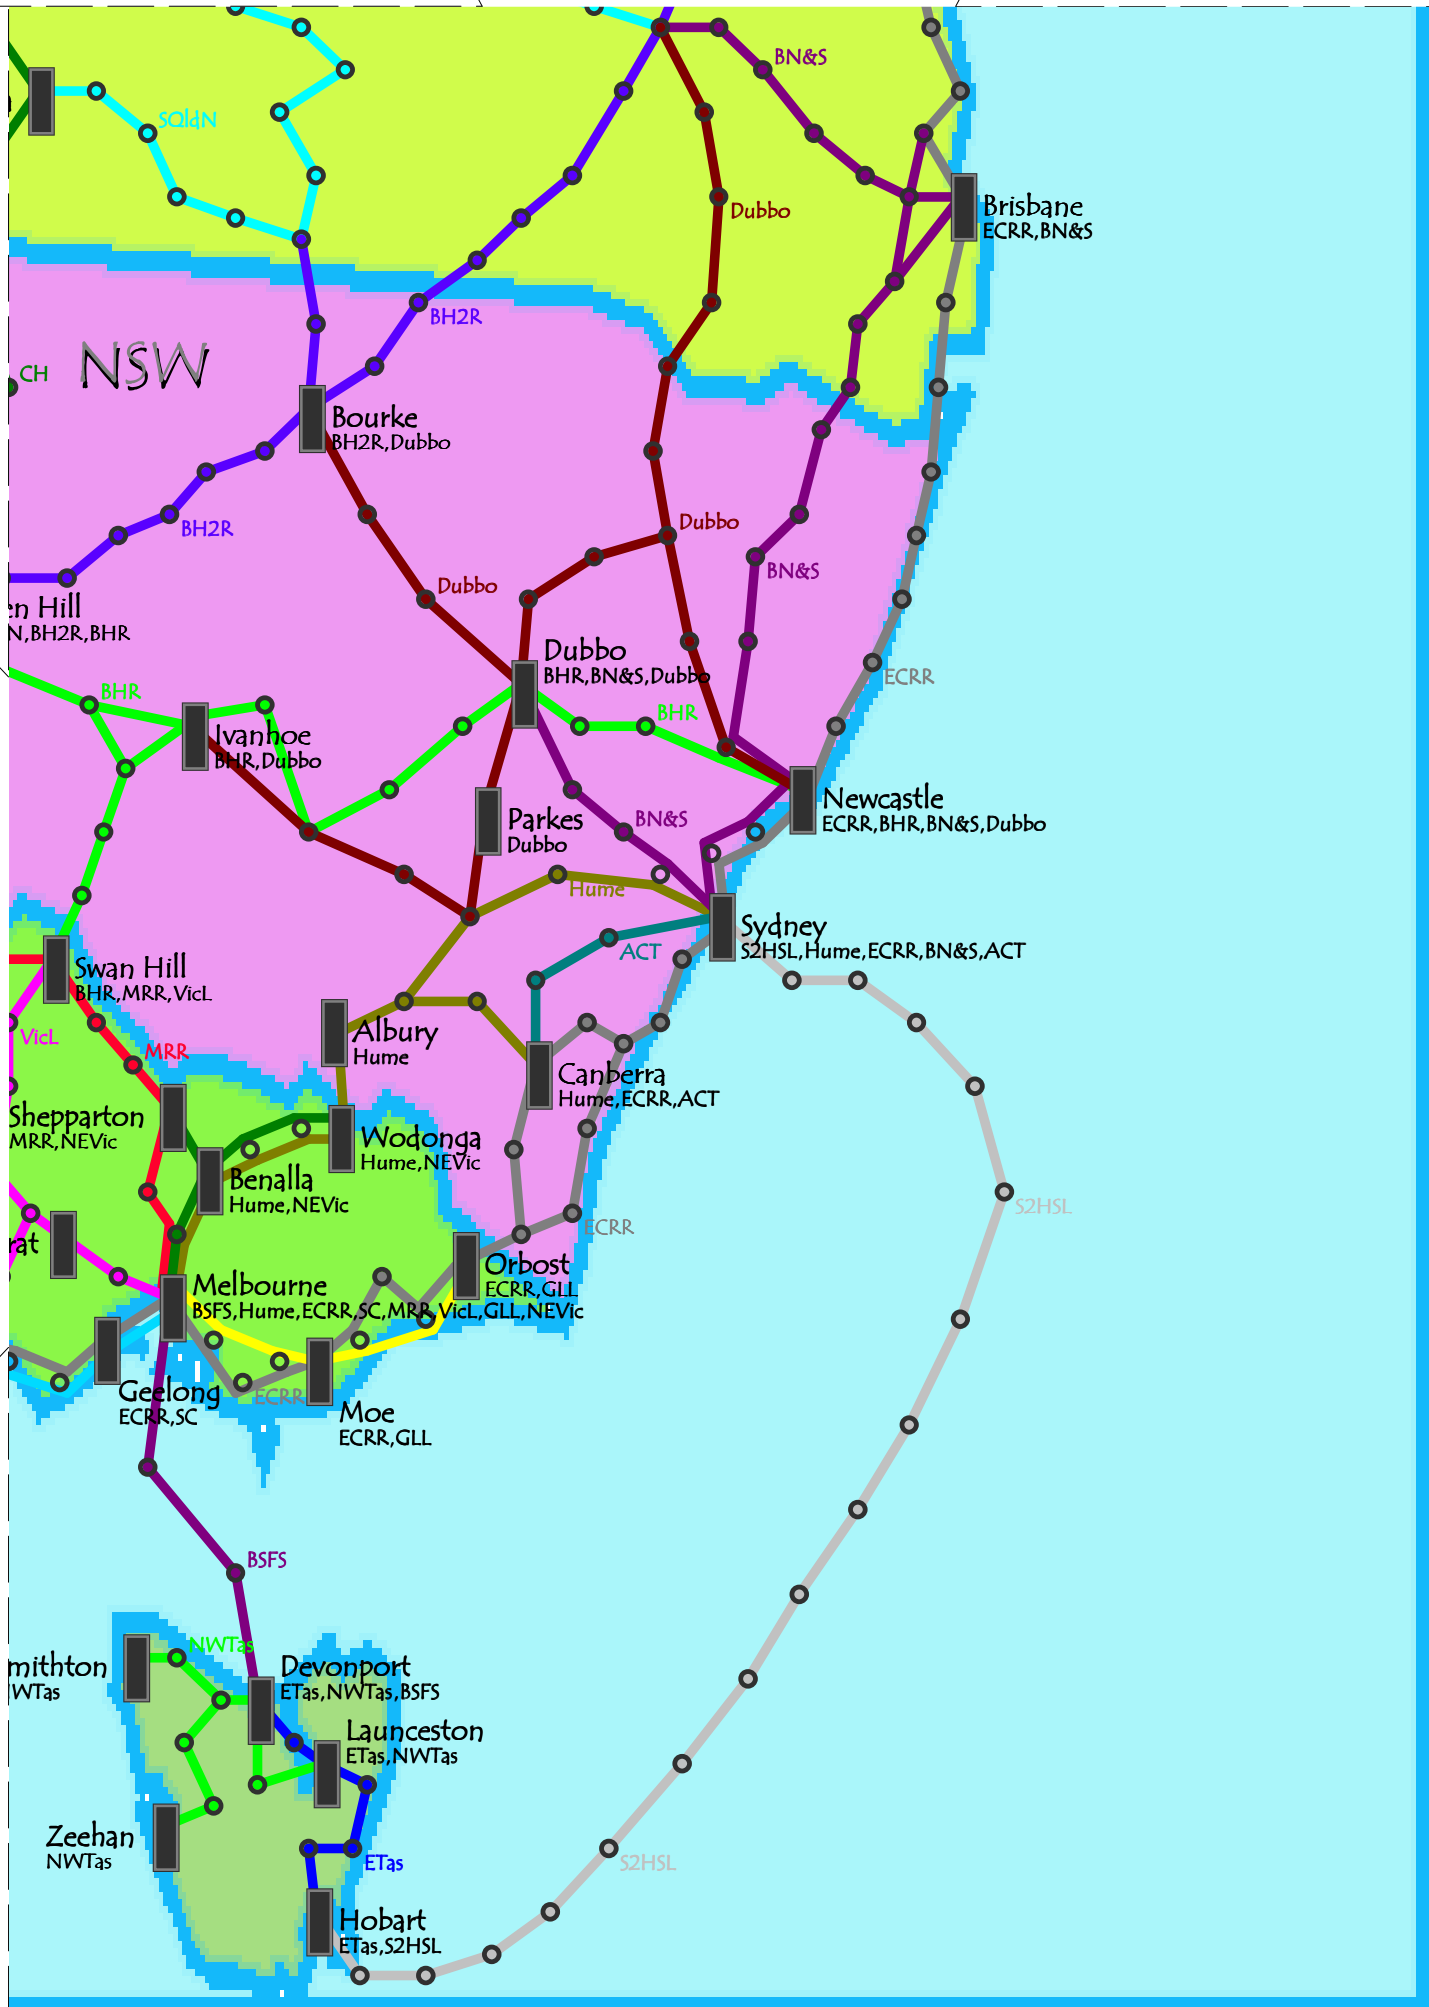 BN&S
SQldN
Dubbo
Brisbane
ECRR,BN&S
BH2R
NSW
CH
Bourke
BH2R,Dubbo
BH2R
Dubbo
BN&S
Dubbo
en Hill
N,BH2R,BHR
Dubbo
BHR,BN&S,Dubbo
ECRR
BHR
BHR
Ivanhoe
BHR,Dubbo
Newcastle
ECRR,BHR,BN&S,Dubbo
Parkes
Dubbo
BN&S
Hume
Sydney
S2HSL,Hume,ECRR,BN&S,ACT
ACT
Swan Hill
BHR,MRR,VicL
VicL
MRR
Albury
Hume
Canberra
Hume,ECRR,ACT
Shepparton
MRR,NEVic
Wodonga
Hume,NEVic
Benalla
Hume,NEVic
S2HSL
ECRR
rat
Orbost
ECRR,GLL
Melbourne
BSFS,Hume,ECRR,SC,MRR,VicL,GLL,NEVic
Geelong
ECRR,SC
ECRR
Moe
ECRR,GLL
BSFS
NWTas
mithton
WTas
Devonport
ETas,NWTas,BSFS
Launceston
ETas,NWTas
Zeehan
NWTas
ETas
S2HSL
Hobart
ETas,S2HSL